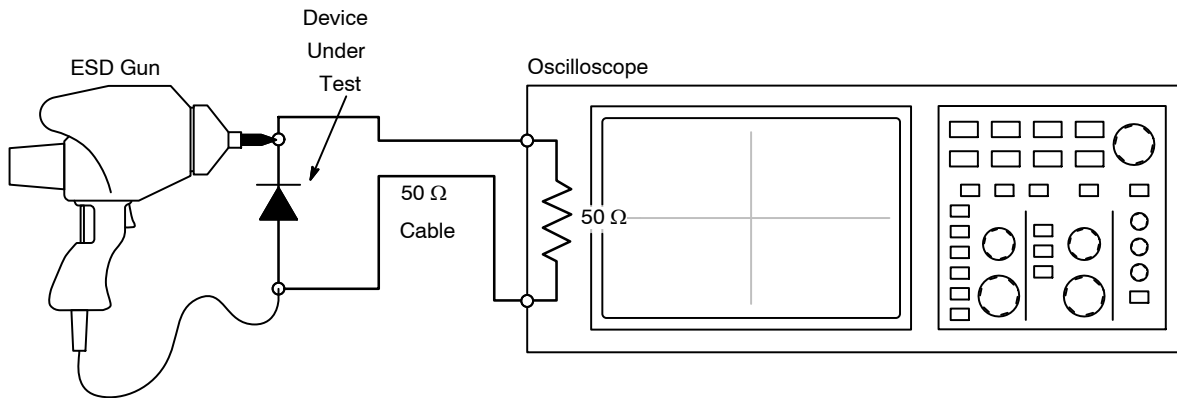 Device
Under
Test
ESD Gun
Oscilloscope
50 Ω
Cable
50 Ω